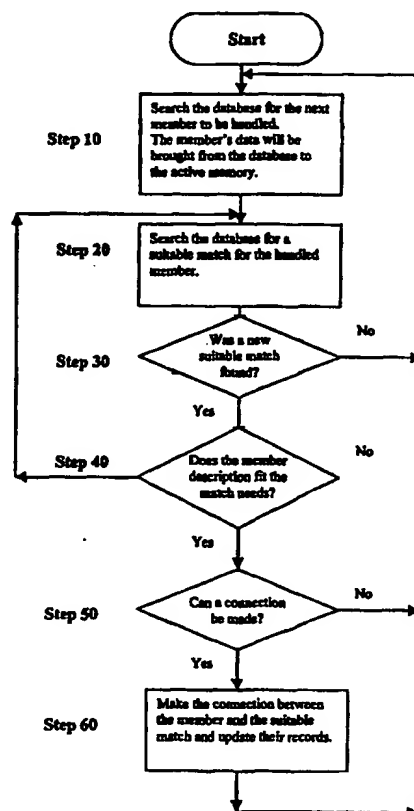 Start
Search the database for the next
member to be handled.
The member's data will be
brought from the database to
the active memory.
Step 10
Search the database for a
suitable match for the handled
member.
Step 20
No
Was a new
suitable match
found?
Step 30
Yes
No
Step 40
Does the member
description fit the
match needs?
Yes
No
Can a connection
be made?
Step 50
Yes
Make the connection between
the member and the suitable
match and update their records.
Step 60